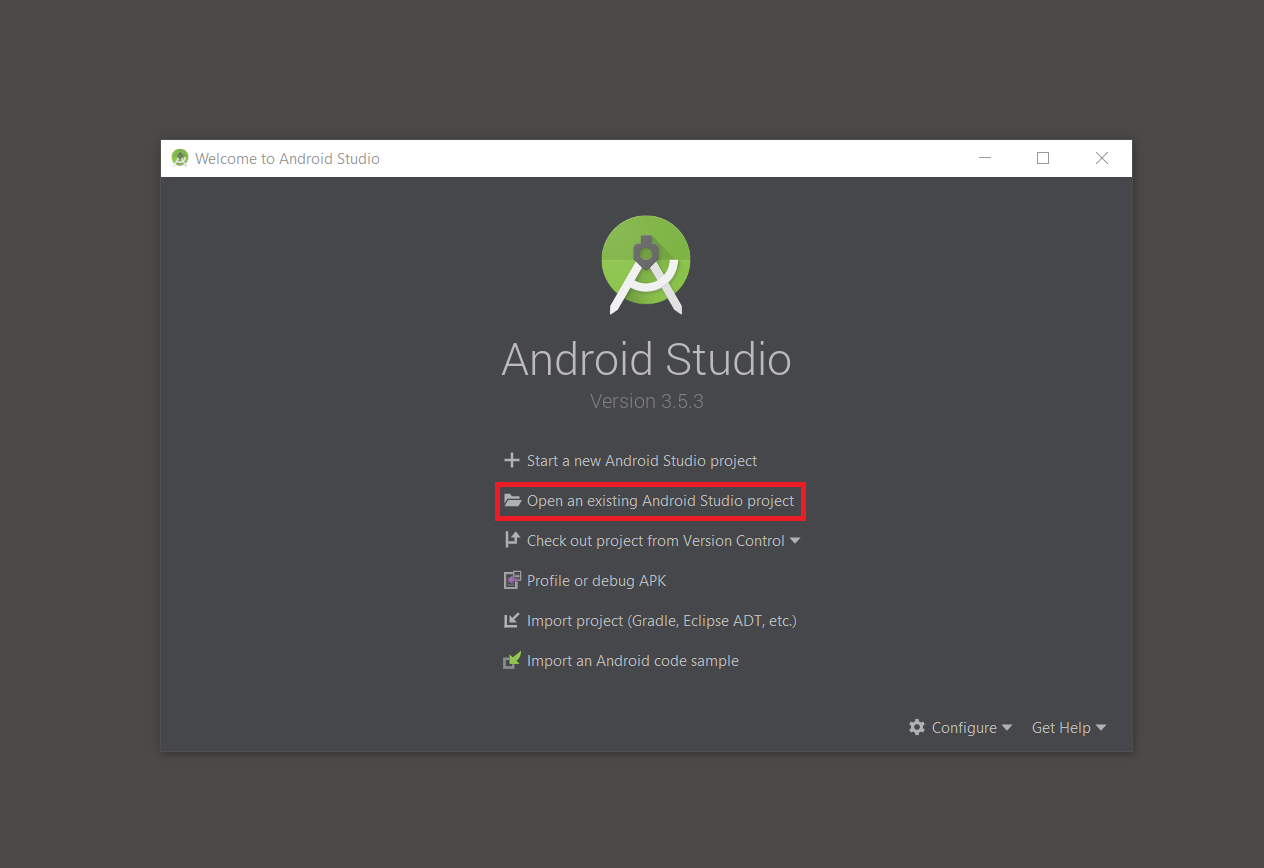 Welcome to Android Studio
Android Studio
Version 3.5.3
Start a new Android Studio project
Open an existing Android Studio project
Check out project from Version Control
Profile or debug APK
Import project (Gradle, Eclipse ADT, etc.)
Import an Android code sample
Configure Get Help